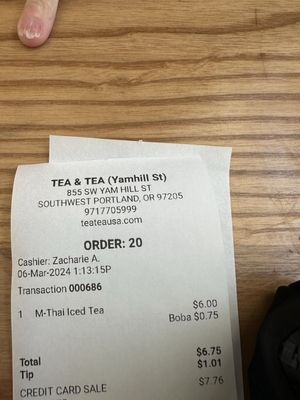 TEA & TEA (Yamhill St)
855 SW YAM HILL ST
SOUTHWEST PORTLAND, OR 97205
9717705999
teateausa.com
ORDER: 20
Cashier: Zacharie A.
06-Mar-2024 1:13:15P
Transaction 000686
1 M-Thai Iced Tea $6.00
Boba $0.75
Total $6.75
Tip $1.01
CREDIT CARD SALE $7.76